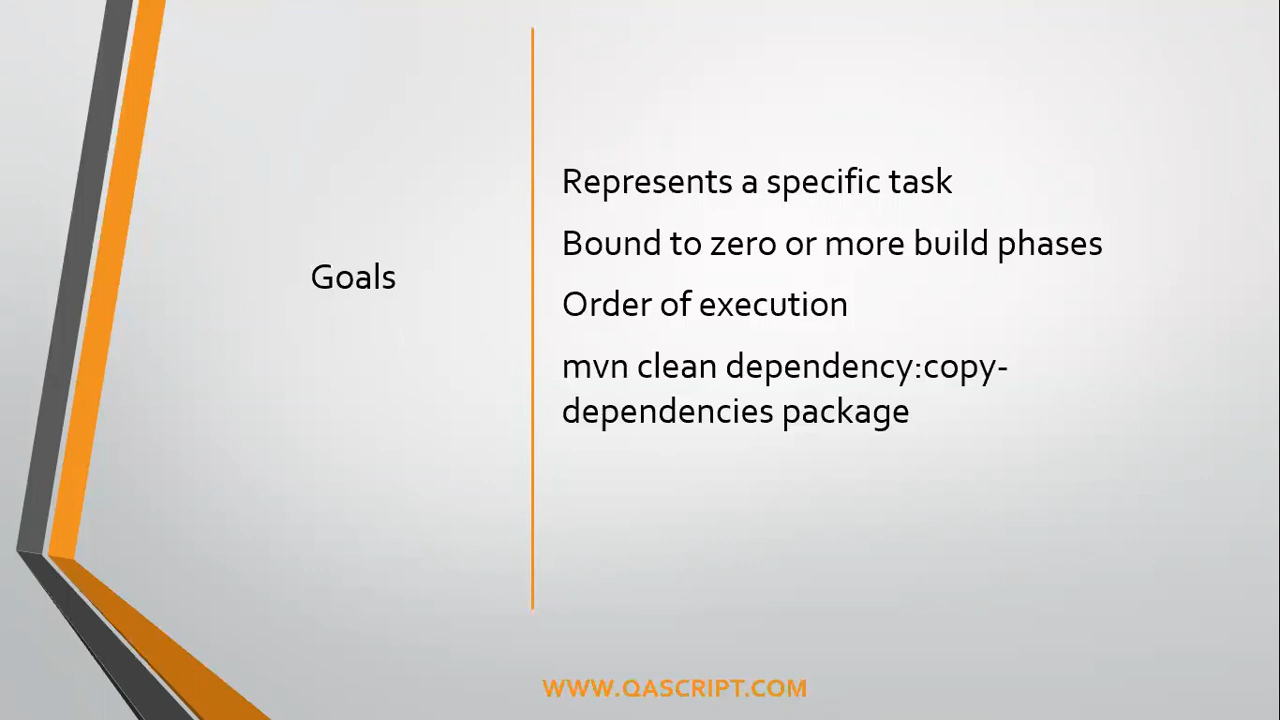 Goals
Represents a specific task
Bound to zero or more build phases
Order of execution
mvn clean dependency:copy-
dependencies package
WWW.QASCRIPT.COM